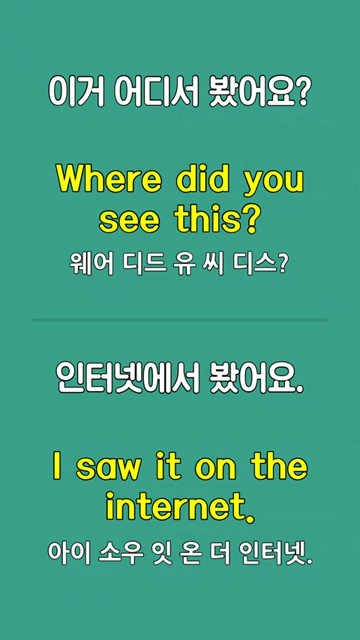 이거 어디서 봤어요?
Where did you
see this?
웨어 디드 유 씨 디스?
인터넷에서 봤어요.
I saw it on the
internet.
아이 소우 잇 온 더 인터넷.